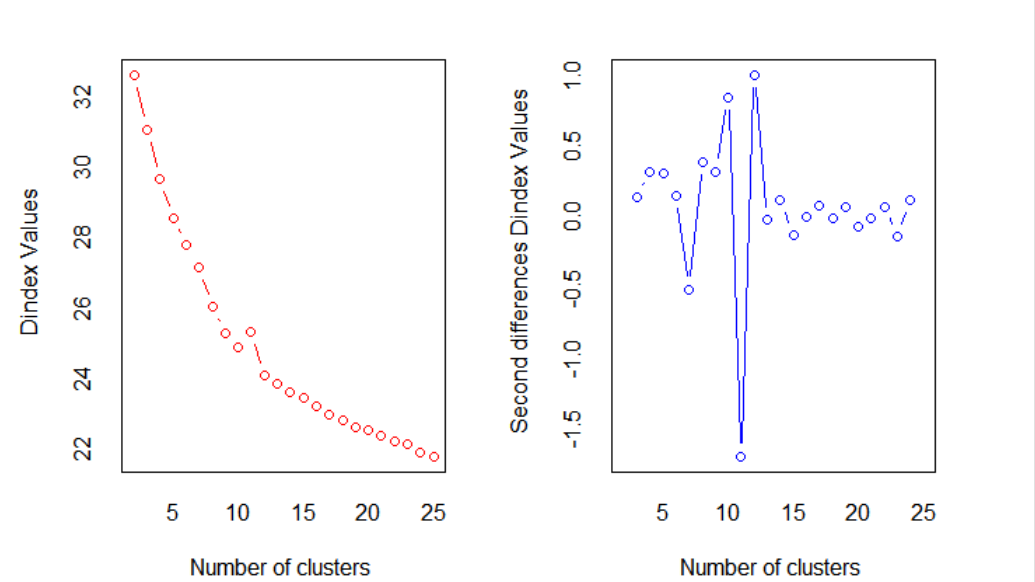 Dindex Values
32
30
28
26
24
22
5 10 15 20 25
Number of clusters
Second differences Dindex Values
1.0
0.5
0.0
-0.5
-1.0
-1.5
5 10 15 20 25
Number of clusters